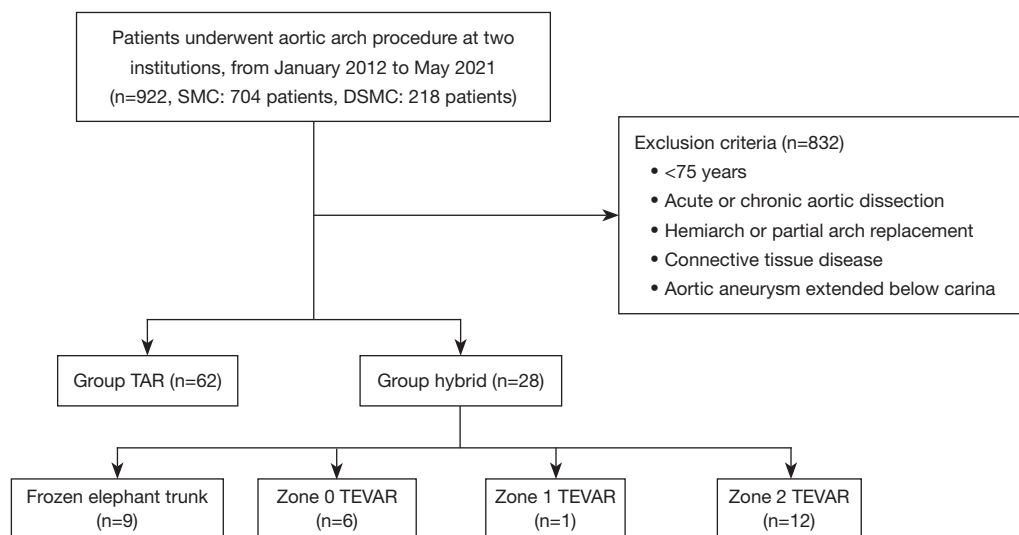 Patients underwent aortic arch procedure at two
institutions, from January 2012 to May 2021
(n=922, SMC: 704 patients, DSMC: 218 patients)
Exclusion criteria (n=832)
• <75 years
• Acute or chronic aortic dissection
• Hemiarch or partial arch replacement
• Connective tissue disease
• Aortic aneurysm extended below carina
Group TAR (n=62)
Group hybrid (n=28)
Frozen elephant trunk
(n=9)
Zone 0 TEVAR
(n=6)
Zone 1 TEVAR
(n=1)
Zone 2 TEVAR
(n=12)